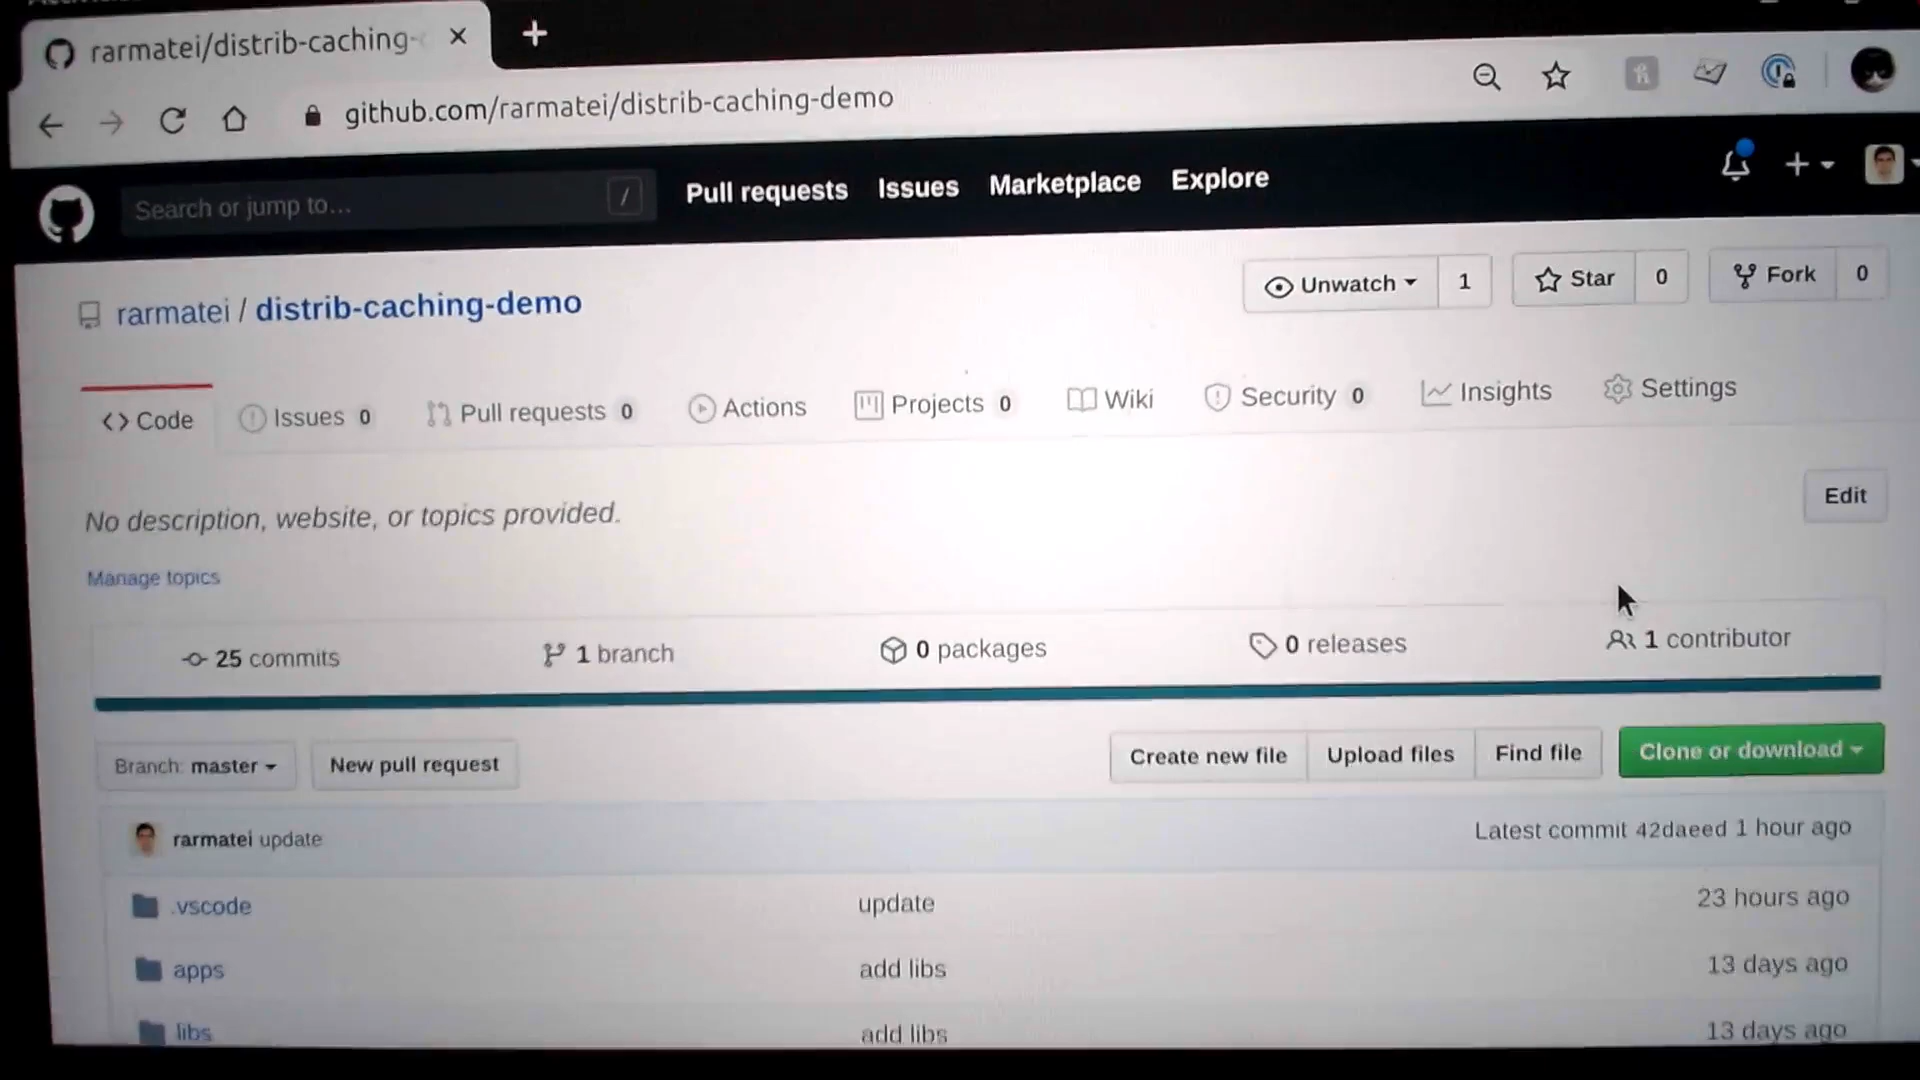 rarmatei/distrib-caching-
github.com/rarmatei/distrib-caching-demo
Search or jump to... /
Pull requests Issues Marketplace Explore
rarmatei / distrib-caching-demo
Unwatch 1 Star 0 Fork 0
Code Issues 0 Pull requests 0 Actions Projects 0 Wiki Security 0 Insights Settings
No description, website, or topics provided.
Edit
Manage topics
25 commits 1 branch 0 packages 0 releases 1 contributor
Branch: master New pull request Create new file Upload files Find file Clone or download
rarmatei update Latest commit 42daeed 1 hour ago
.vscode update 23 hours ago
apps add libs 13 days ago
libs add libs 13 days ago